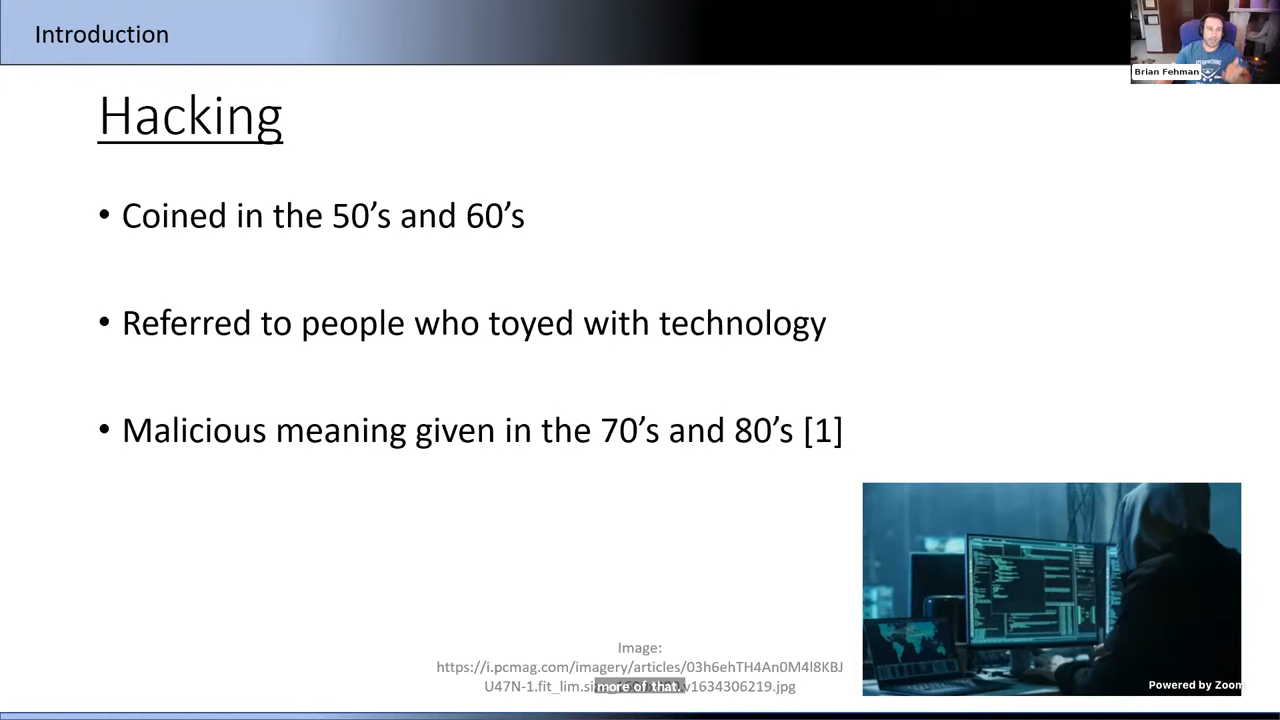 Introduction
Brian Fehrman
Hacking
• Coined in the 50’s and 60’s
• Referred to people who toyed with technology
• Malicious meaning given in the 70’s and 80’s [1]
Image:
https://i.pcmag.com/imagery/articles/03h6ehTH4An0M4l8KBJ
U47N-1.fit_lim.si v1634306219.jpg
more of that.
Powered by Zoom